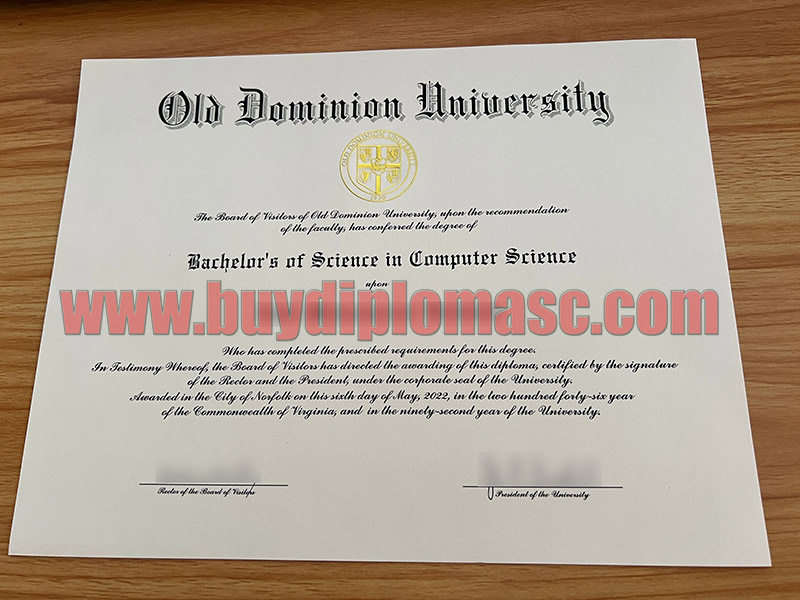 Old Dominion University
OLD DOMINION UNIVERSITY
1930
The Board of Visitors of Old Dominion University, upon the recommendation
of the faculty, has conferred the degree of
Bachelor's of Science in Computer Science
upon
www.buydiplomasc.com
Who has completed the prescribed requirements for this degree.
In Testimony Whereof, the Board of Visitors has directed the awarding of this diploma, certified by the signature
of the Rector and the President, under the corporate seal of the University.
Awarded in the City of Norfolk on this sixth day of May, 2022, in the two hundred forty-six year
of the Commonwealth of Virginia, and in the ninety-second year of the University.
Rector of the Board of Visitors
President of the University